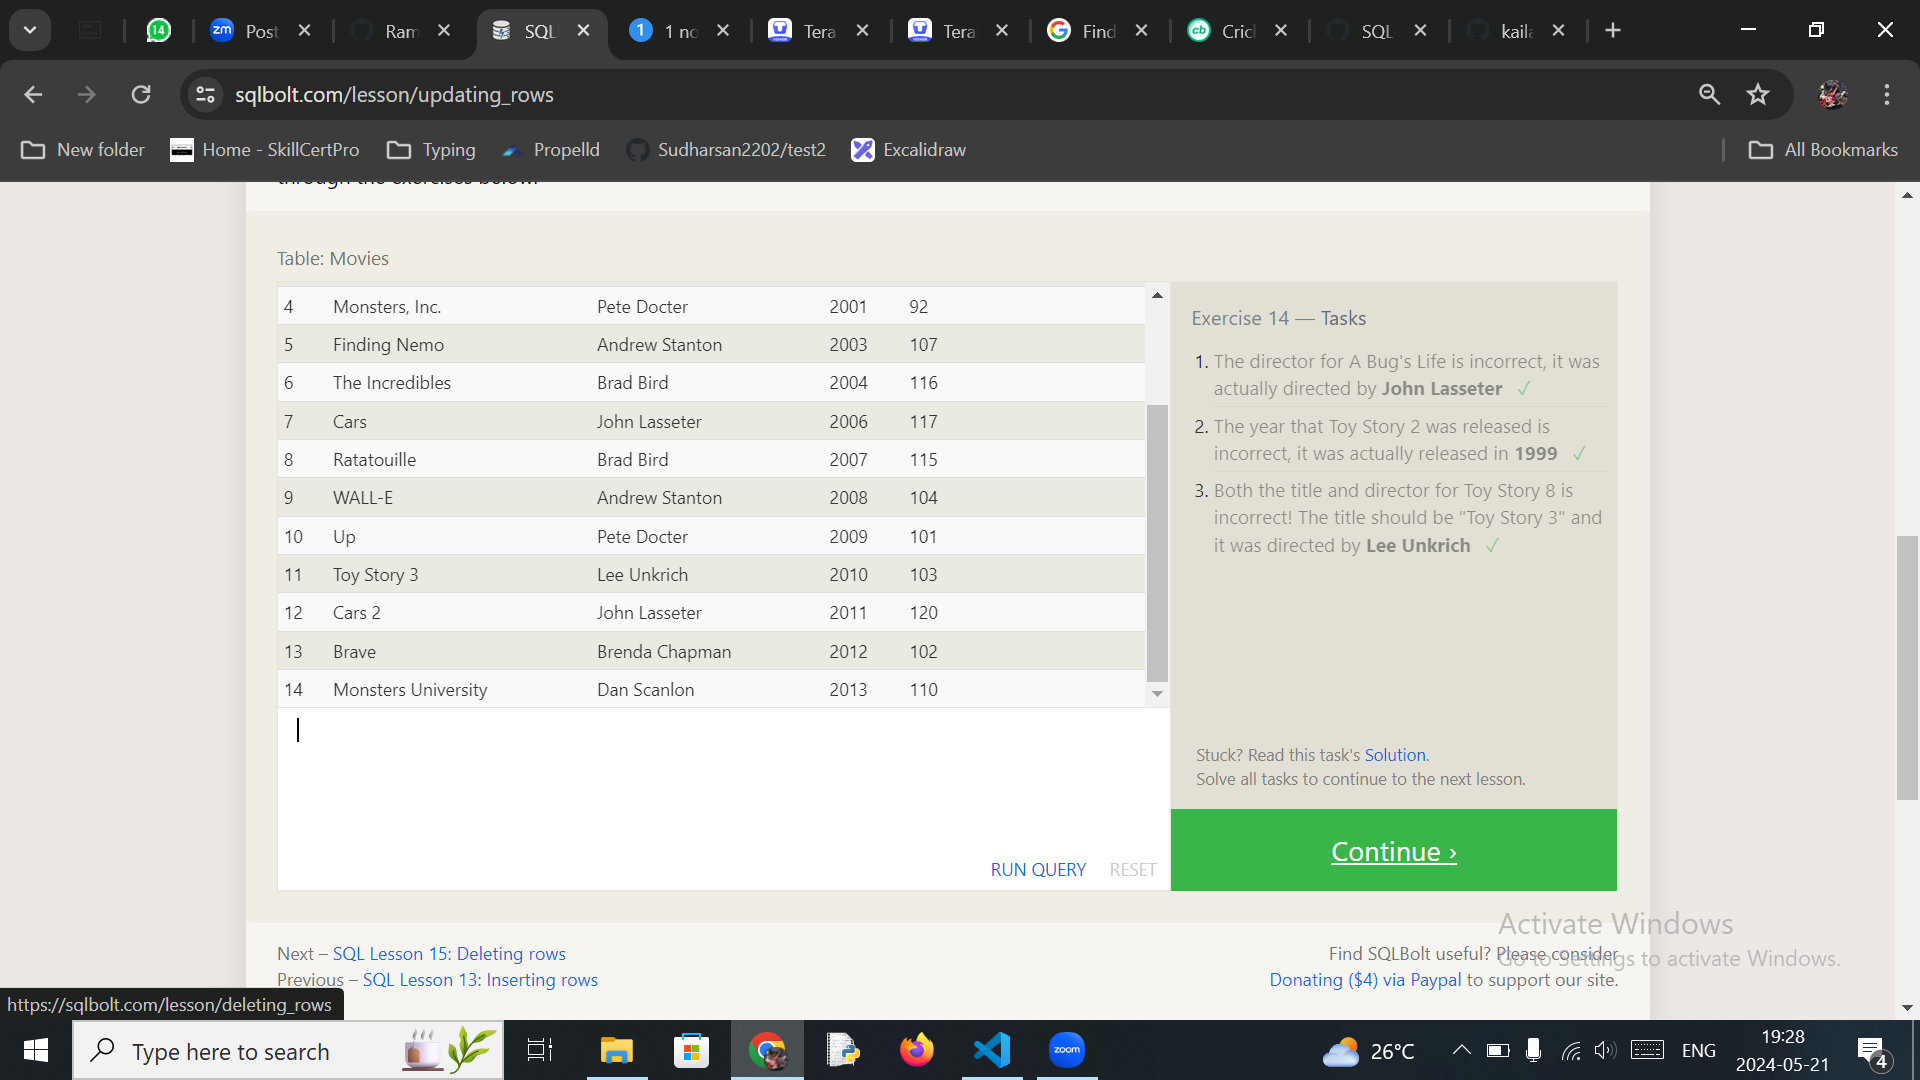 14
zm Post
Ram
SQL
1 1 no
Tera
Tera
Find
cb Cric
SQL
kaila
sqlbolt.com/lesson/updating_rows
New folder
Home - SkillCertPro
Typing
Propelld
Sudharsan2202/test2
Excalidraw
All Bookmarks
through the exercises below.
Table: Movies
4 Monsters, Inc. Pete Docter 2001 92
5 Finding Nemo Andrew Stanton 2003 107
6 The Incredibles Brad Bird 2004 116
7 Cars John Lasseter 2006 117
8 Ratatouille Brad Bird 2007 115
9 WALL-E Andrew Stanton 2008 104
10 Up Pete Docter 2009 101
11 Toy Story 3 Lee Unkrich 2010 103
12 Cars 2 John Lasseter 2011 120
13 Brave Brenda Chapman 2012 102
14 Monsters University Dan Scanlon 2013 110
RUN QUERY RESET
Exercise 14 — Tasks
1. The director for A Bug's Life is incorrect, it was
actually directed by John Lasseter ✓
2. The year that Toy Story 2 was released is
incorrect, it was actually released in 1999 ✓
3. Both the title and director for Toy Story 8 is
incorrect! The title should be "Toy Story 3" and
it was directed by Lee Unkrich ✓
Stuck? Read this task's Solution.
Solve all tasks to continue to the next lesson.
Continue ›
Next – SQL Lesson 15: Deleting rows
Previous – SQL Lesson 13: Inserting rows
Find SQLBolt useful? Please consider
Donating ($4) via Paypal to support our site.
Activate Windows
Go to Settings to activate Windows.
https://sqlbolt.com/lesson/deleting_rows
Type here to search
zoom
26°C
ENG
19:28
2024-05-21
4